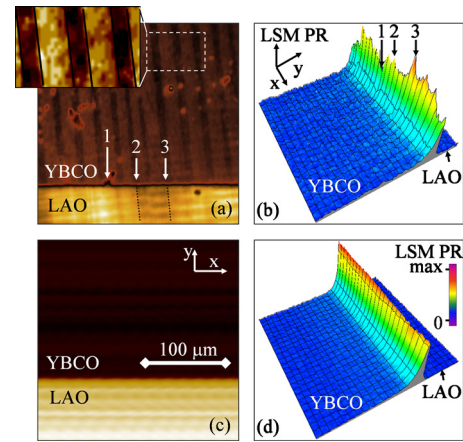 1
2
3
YBCO
LAO
(a)
LSM PR
y
x
1 2 3
YBCO
LAO
(b)
y
x
100 μm
YBCO
LAO
(c)
LSM PR
max
0
YBCO
LAO
(d)